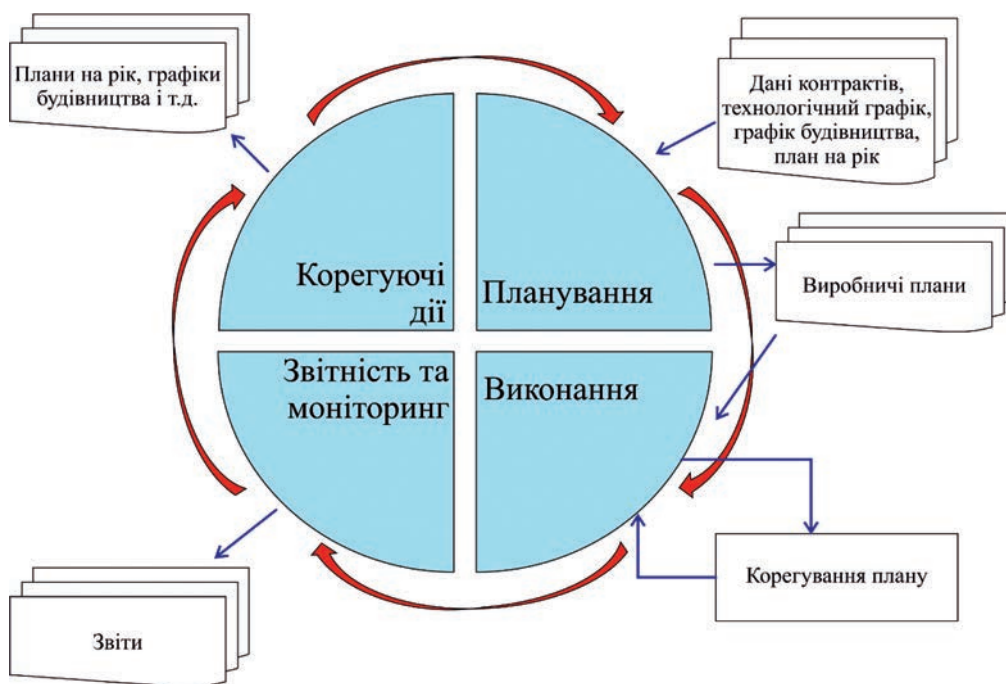 Плани на рік, графіки
будівництва і т.д.
Дані контрактів,
технологічний графік,
графік будівництва,
план на рік
Корегуючі
дії
Планування
Виробничі плани
Звітність та
моніторинг
Виконання
Корегування плану
Звіти